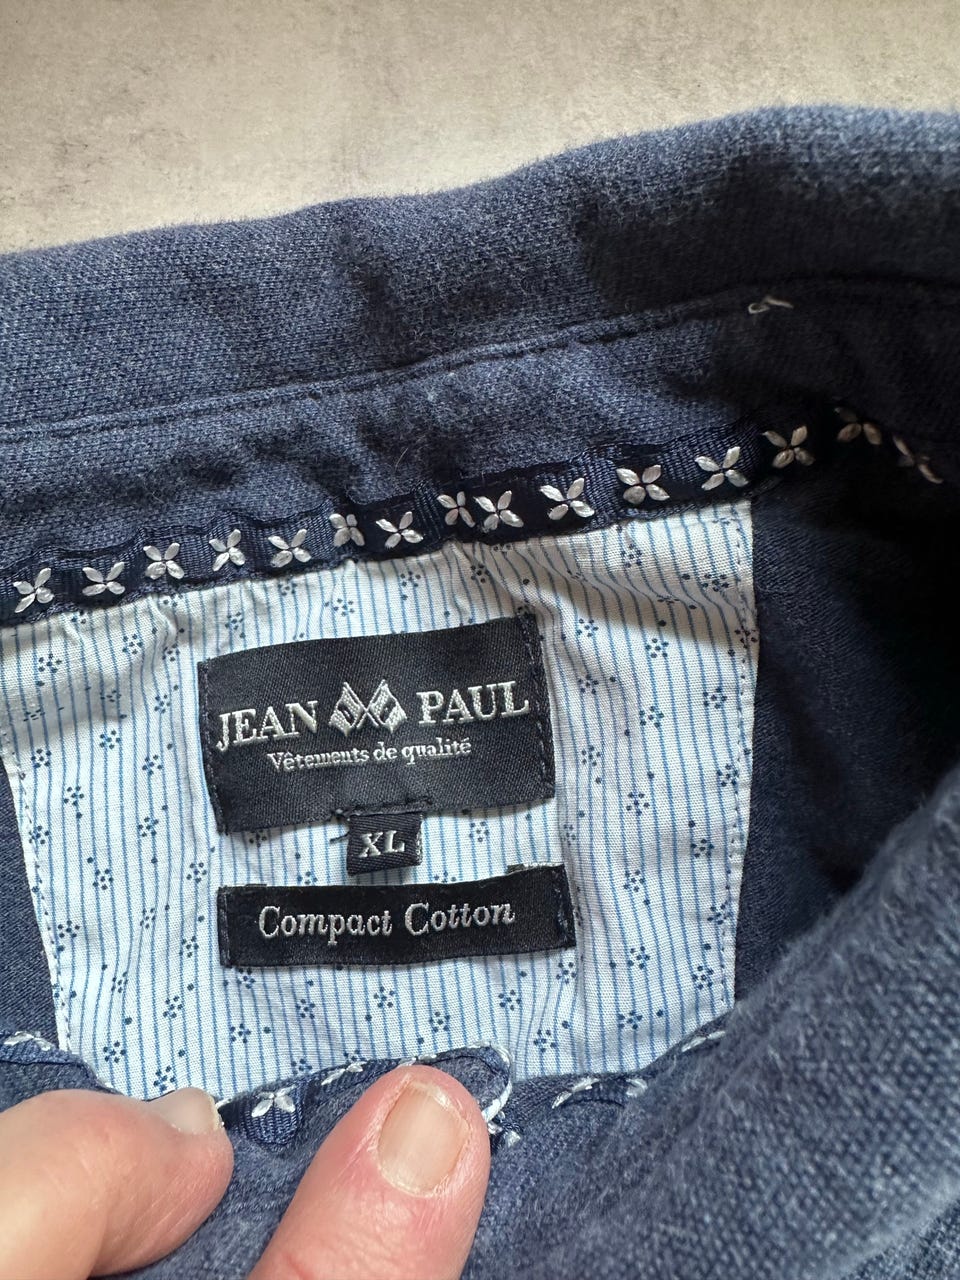 JEAN PAUL
Vêtements de qualité
XL
Compact Cotton